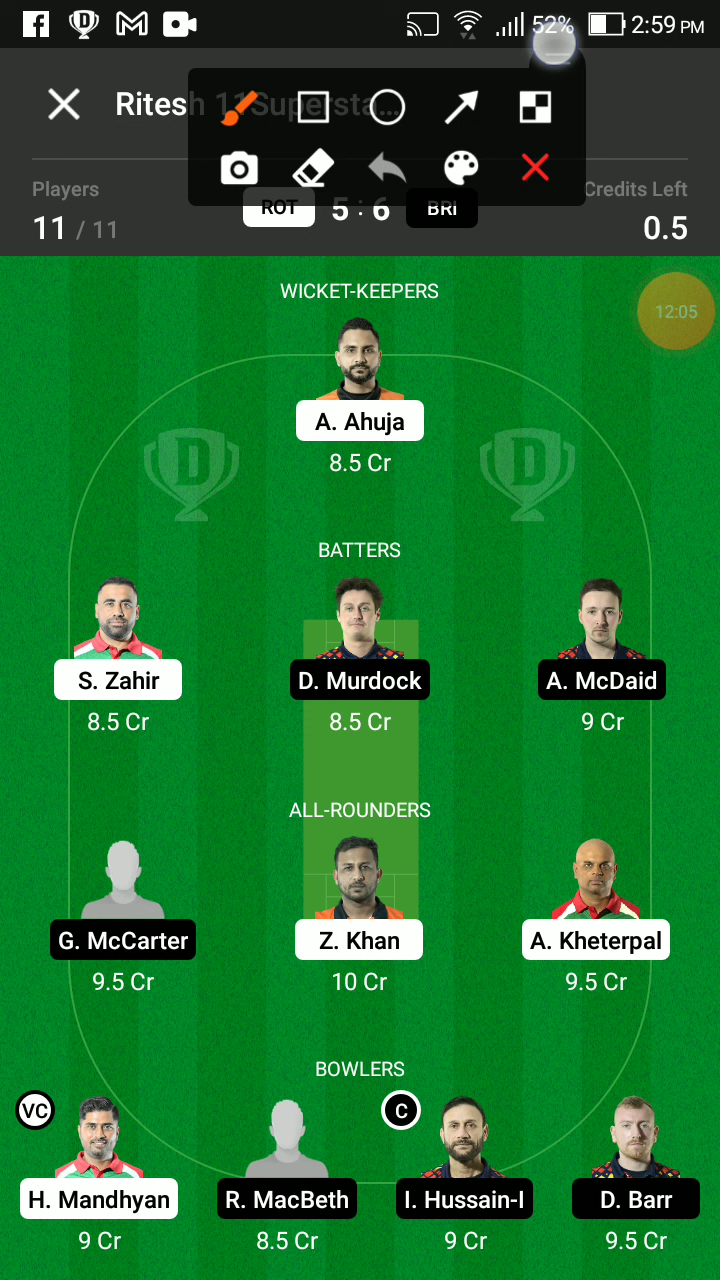 52% 2:59 PM
Ritesh 11Supersta...
Players
Credits Left
11 / 11
ROT 5 : 6 BRI
0.5
WICKET-KEEPERS
12:05
A. Ahuja
8.5 Cr
BATTERS
S. Zahir
D. Murdock
A. McDaid
8.5 Cr
8.5 Cr
9 Cr
ALL-ROUNDERS
G. McCarter
Z. Khan
A. Kheterpal
9.5 Cr
10 Cr
9.5 Cr
BOWLERS
VC
C
H. Mandhyan
R. MacBeth
I. Hussain-I
D. Barr
9 Cr
8.5 Cr
9 Cr
9.5 Cr